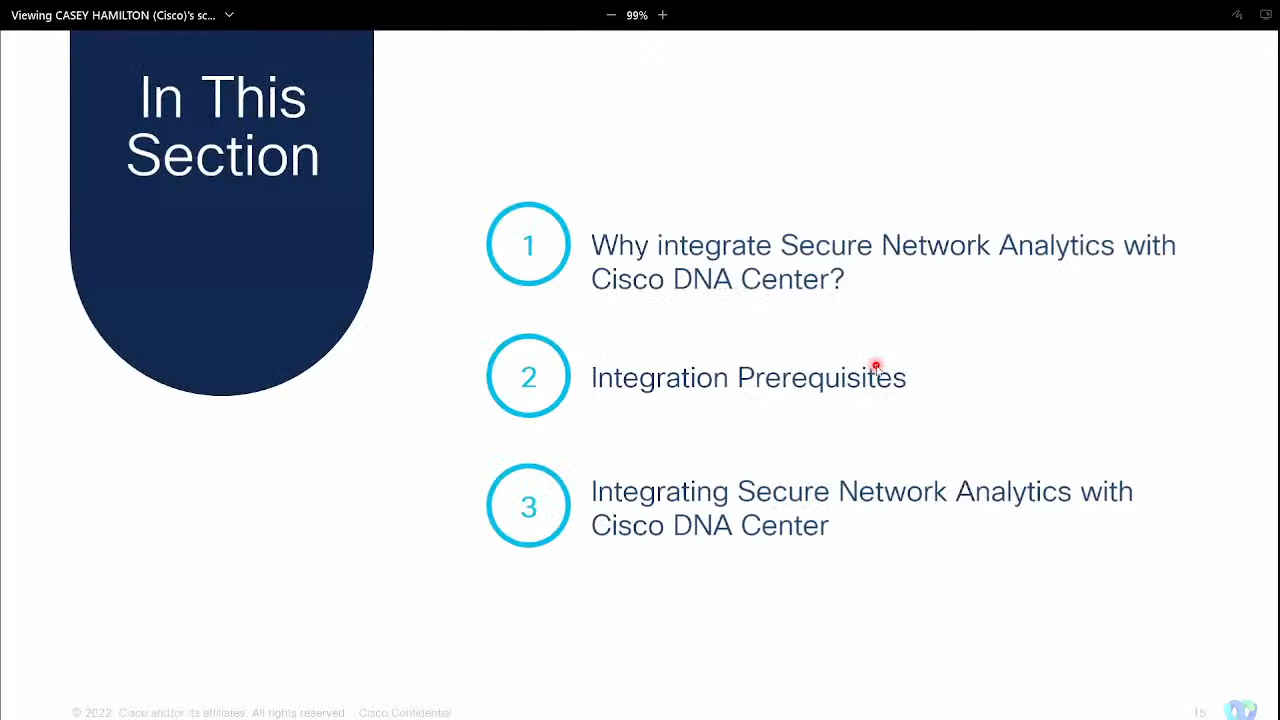 Viewing CASEY HAMILTON (Cisco)'s sc...
99%
In This
Section
1
Why integrate Secure Network Analytics with
Cisco DNA Center?
2
Integration Prerequisites
3
Integrating Secure Network Analytics with
Cisco DNA Center
© 2022 Cisco and/or its affiliates. All rights reserved. Cisco Confidential
15